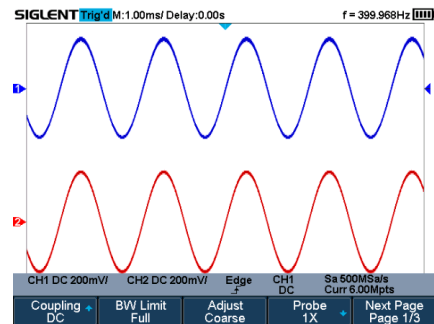 SIGLENT Trig'd M:1.00ms/ Delay:0.00s f = 399.968Hz
1
2
CH1 DC 200mV/ CH2 DC 200mV/ Edge CH1 DC Sa 500MSa/s Curr 6.00Mpts
Coupling DC
BW Limit Full
Adjust Coarse
Probe 1X
Next Page Page 1/3